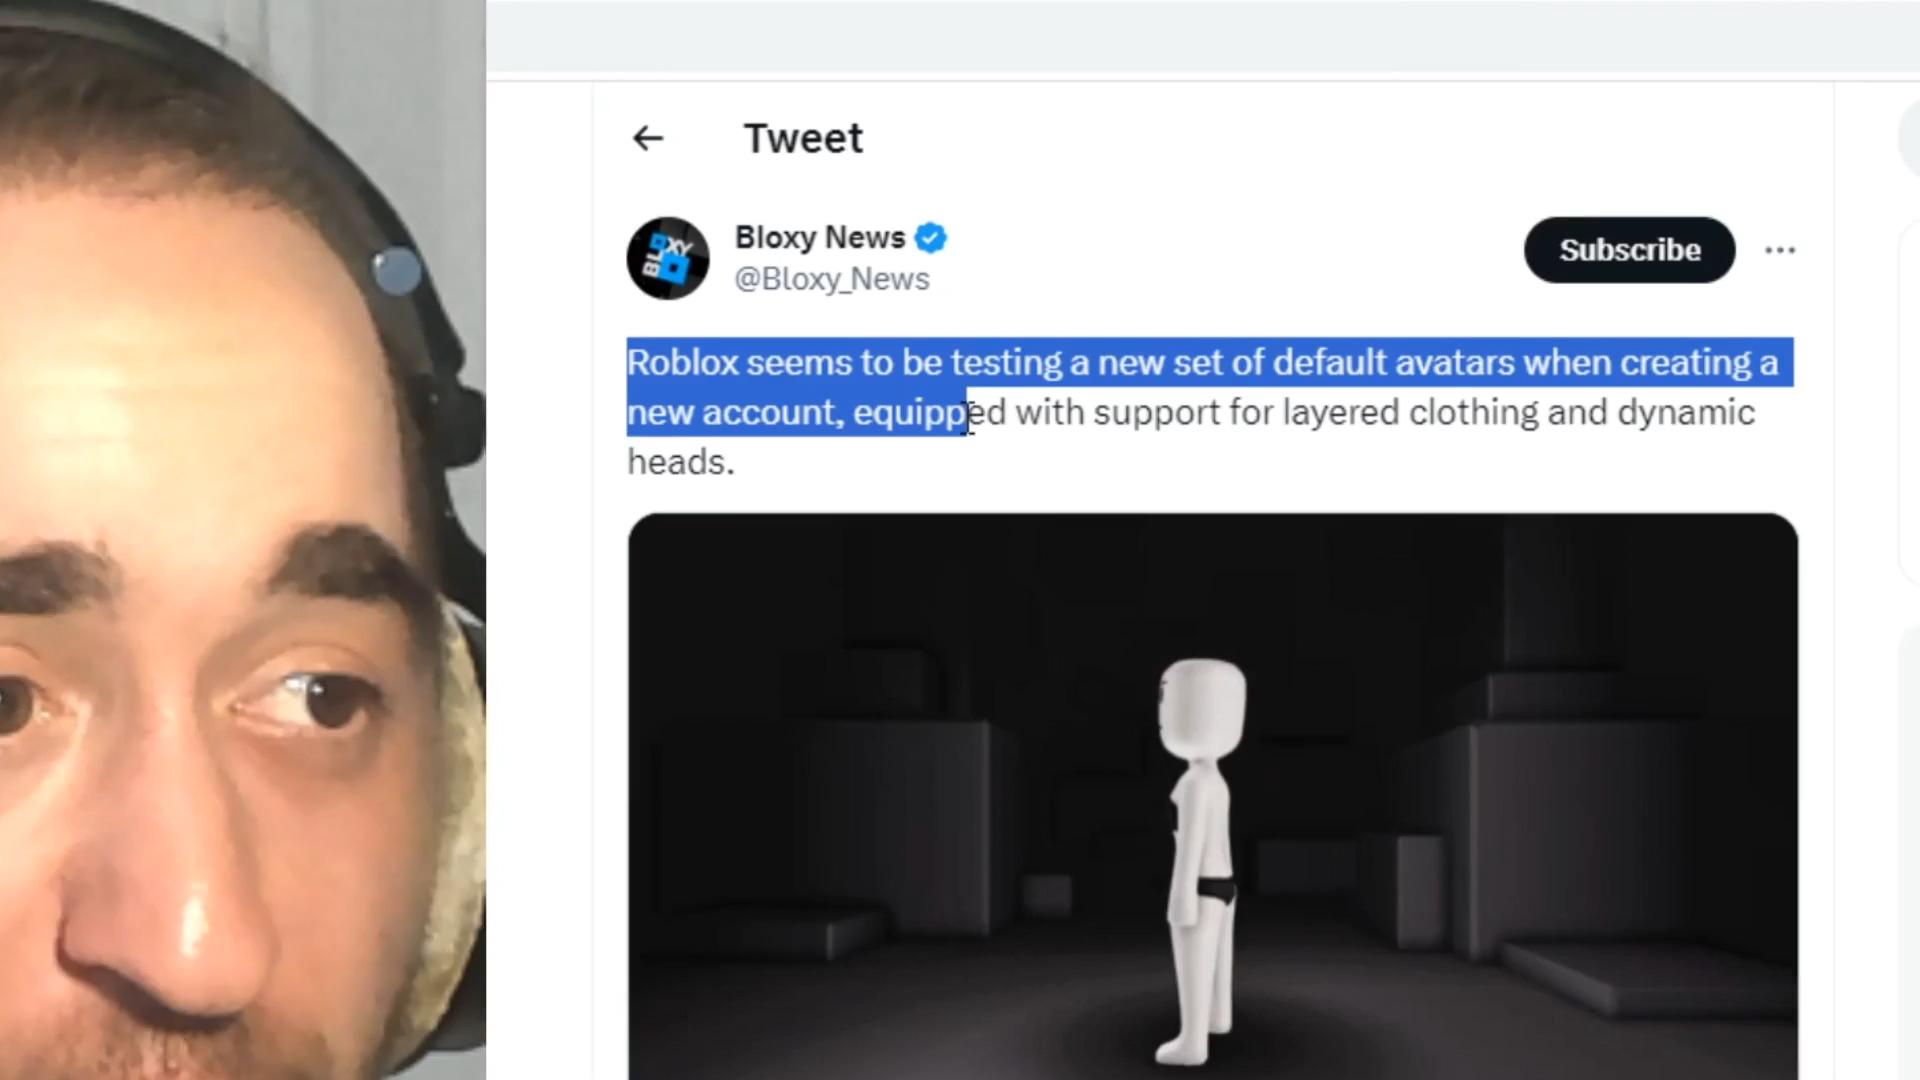 Tweet
BLOXY
Bloxy News
@Bloxy_News
Subscribe
Roblox seems to be testing a new set of default avatars when creating a
new account, equipped with support for layered clothing and dynamic
heads.